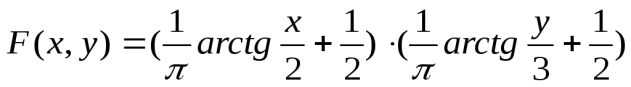 F(x, y) = (1/π arctg x/2 + 1/2) · (1/π arctg y/3 + 1/2)